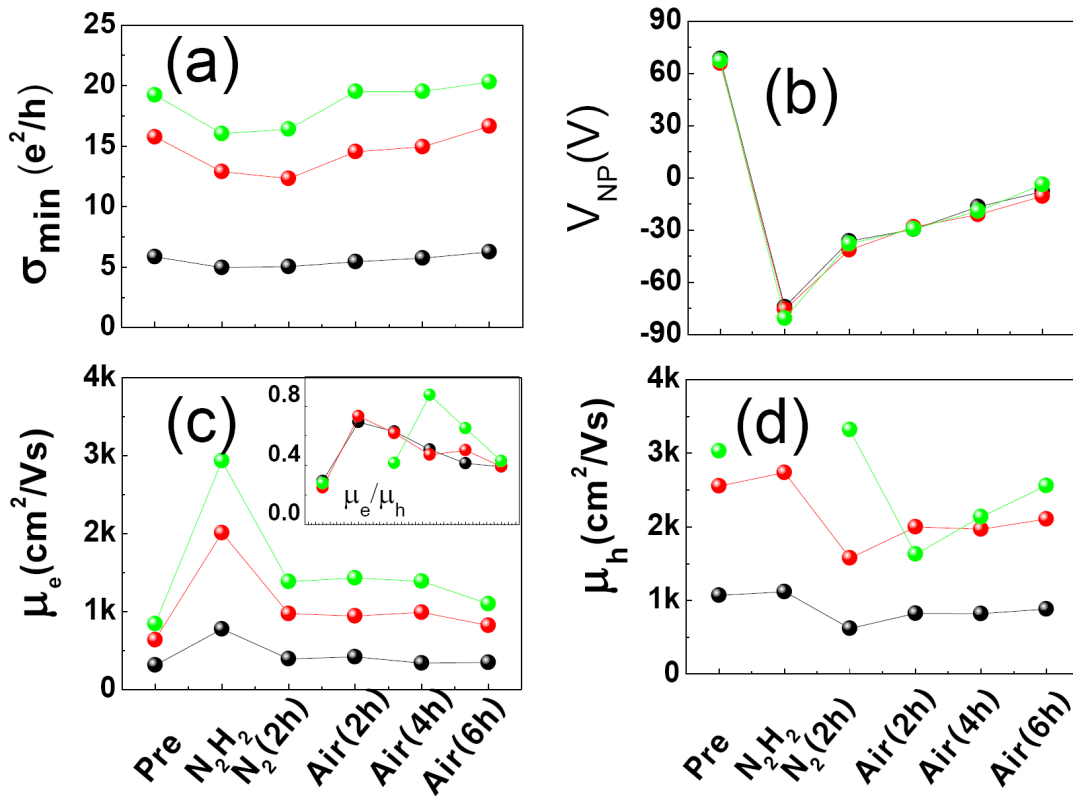 25
20
15
10
5
0
σmin (e²/h)
(a)
90
60
30
0
-30
-60
-90
V_NP(V)
(b)
4k
3k
2k
1k
0
μe(cm²/Vs)
(c)
0.8
0.4
0.0
μe/μh
Pre
N₂H₂
N₂(2h)
Air(2h)
Air(4h)
Air(6h)
4k
3k
2k
1k
0
μh(cm²/Vs)
(d)
Pre
N₂H₂
N₂(2h)
Air(2h)
Air(4h)
Air(6h)